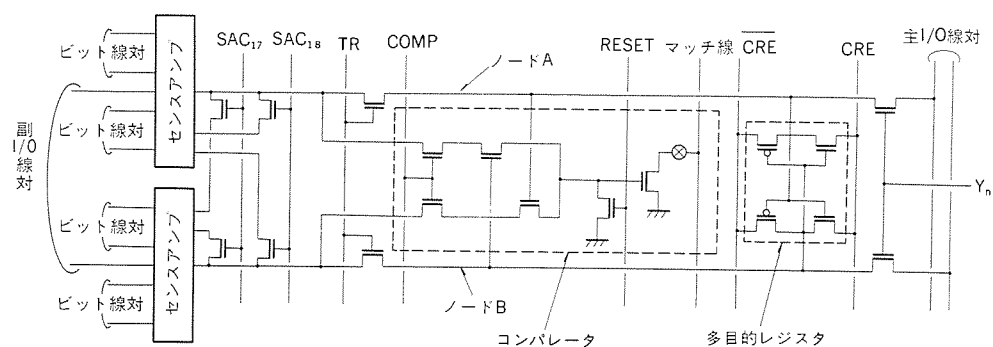 ビット線対
センスアンプ
SAC17
SAC18
TR
COMP
ノードA
RESET
マッチ線
CRE
CRE
主I/O線対
ビット線対
副I/O線対
Yn
ビット線対
センスアンプ
ビット線対
ノードB
コンパレータ
多目的レジスタ